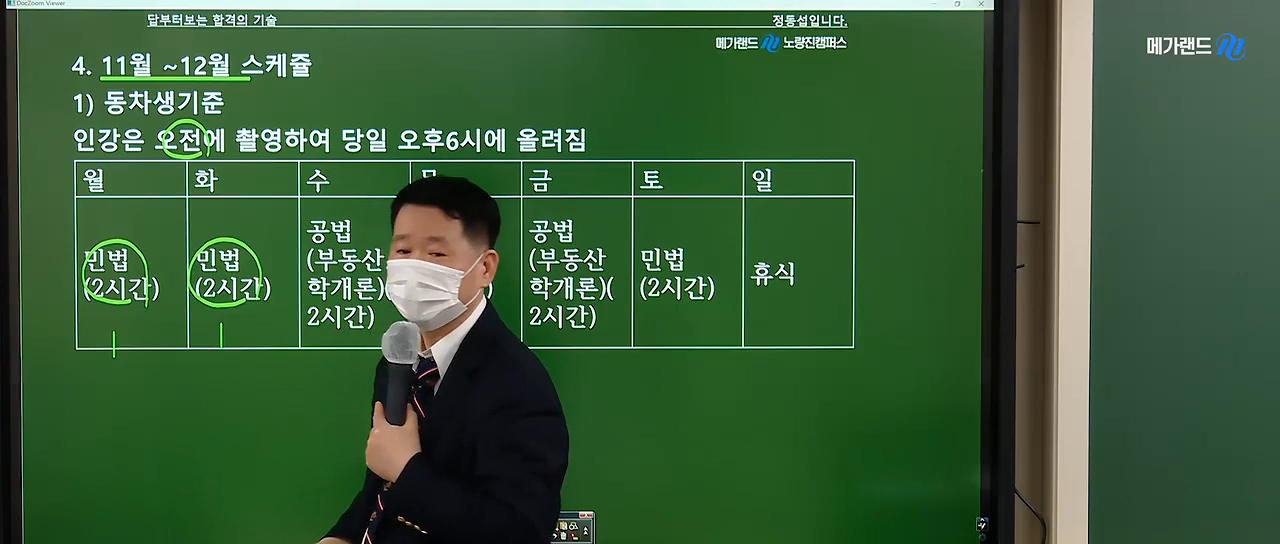 DocZoom Viewer
답부터보는 합격의 기술
정동섭입니다.
메가랜드 노량진캠퍼스
메가랜드
4. 11월 ~12월 스케쥴
1) 동차생기준
인강은 오전에 촬영하여 당일 오후6시에 올려짐
월 화 수 금 토 일
민법
(2시간)
민법
(2시간)
공법
(부동산
학개론)(
2시간)
공법
(부동산
학개론)(
2시간)
민법
(2시간)
휴식